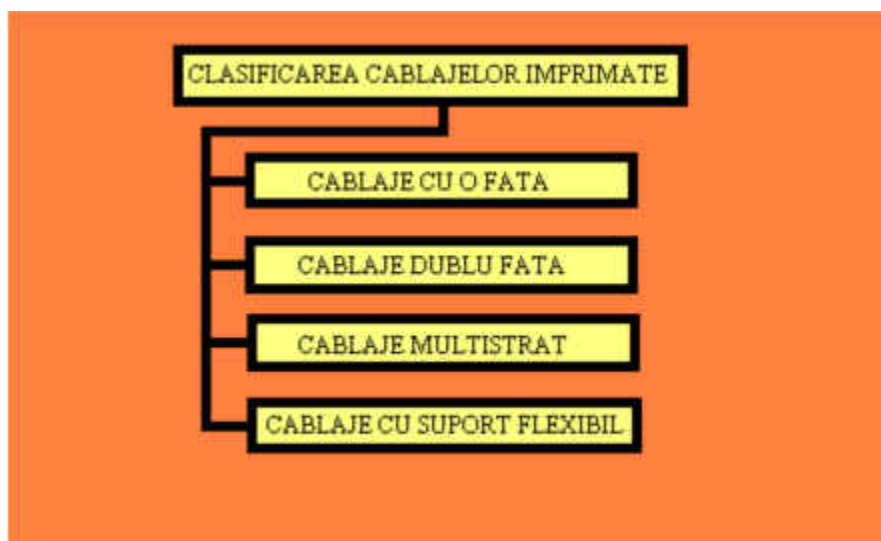 CLASIFICAREA CABLAJELOR IMPRIMATE
CABLAJE CU O FATA
CABLAJE DUBLU FATA
CABLAJE MULTISTRAT
CABLAJE CU SUPORT FLEXIBIL